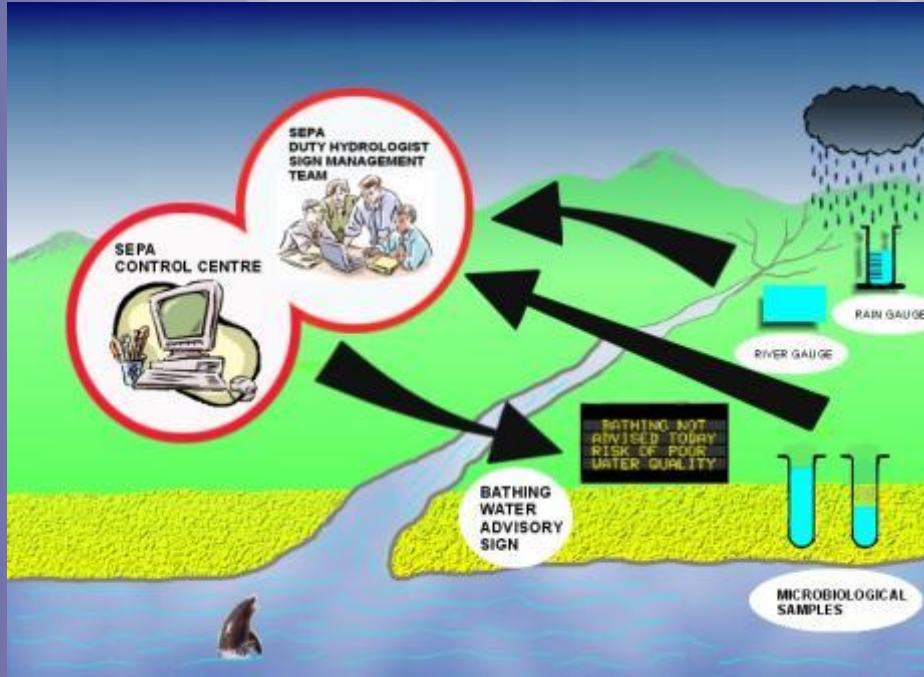 SEPA
DUTY HYDROLOGIST
SIGN MANAGEMENT
TEAM
SEPA
CONTROL CENTRE
RAIN GAUGE
RIVER GAUGE
BATHING NOT
ADVISED TODAY
RISK OF POOR
WATER QUALITY
BATHING
WATER
ADVISORY
SIGN
MICROBIOLOGICAL
SAMPLES